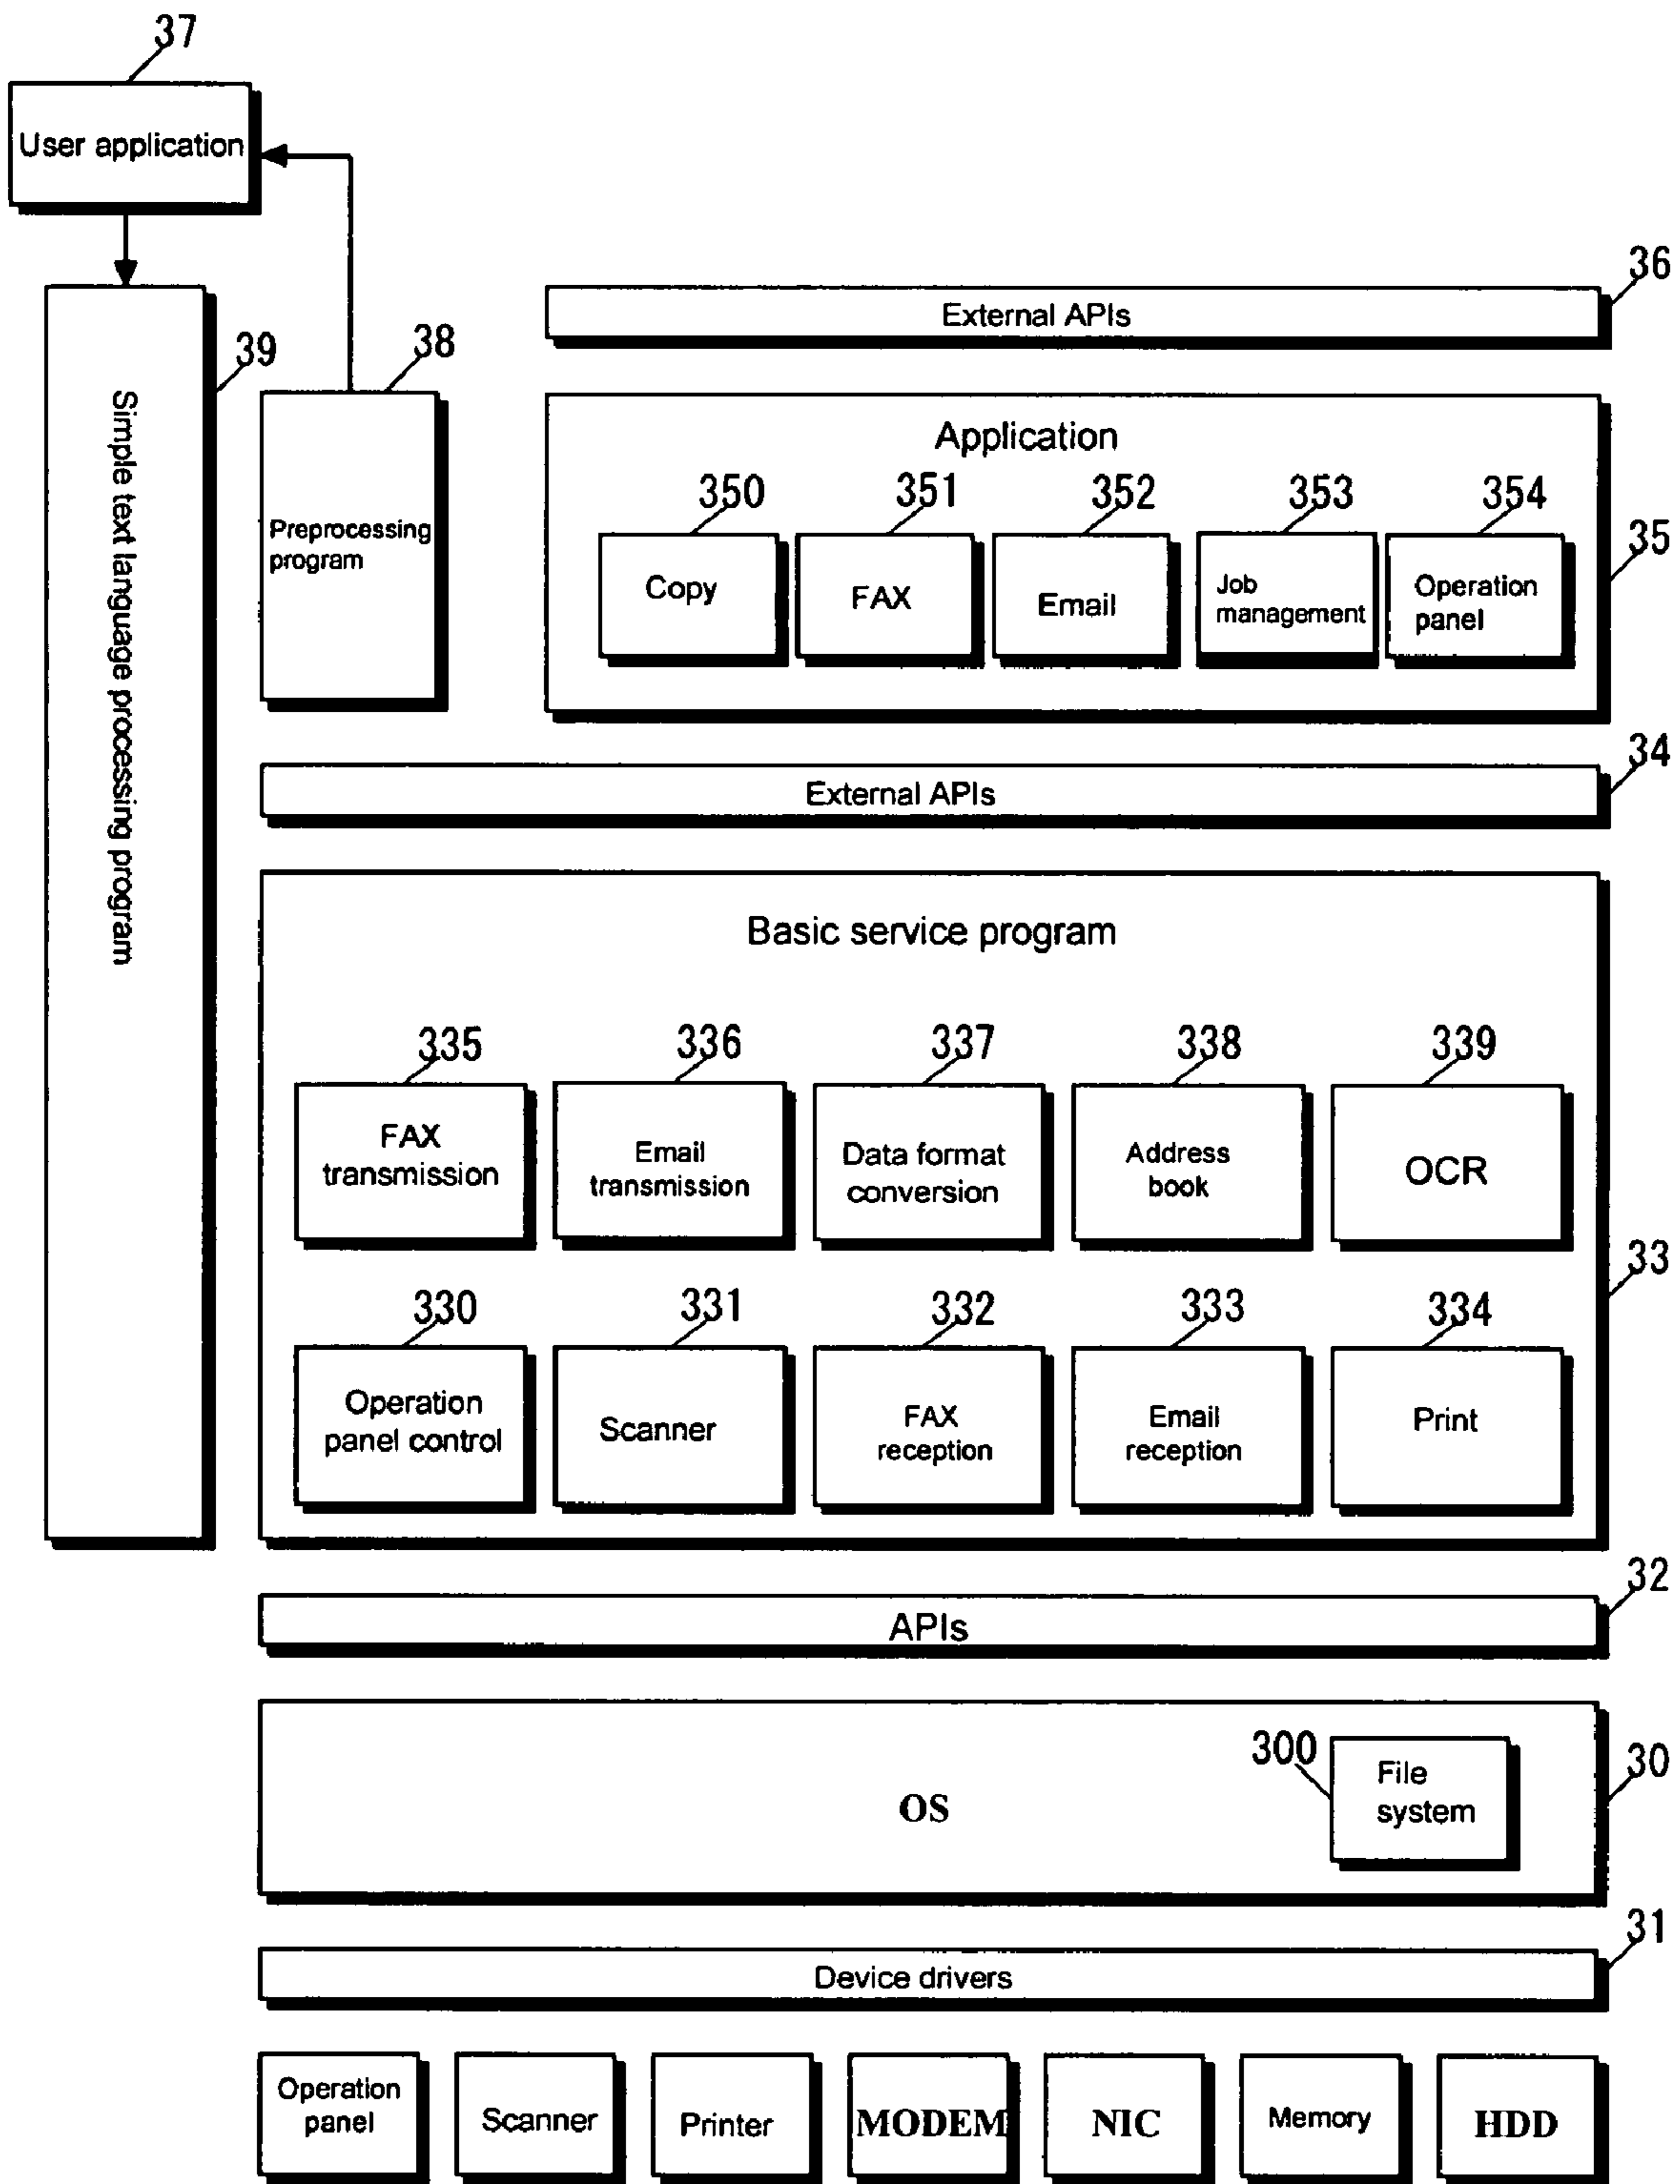 37
User application
36
External APIs
39
38
Simple text language processing program
Preprocessing
program
Application
350
351
352
353
354
35
Copy
FAX
Email
Job
management
Operation
panel
34
External APIs
Basic service program
335
336
337
338
339
FAX
transmission
Email
transmission
Data format
conversion
Address
book
OCR
33
330
331
332
333
334
Operation
panel control
Scanner
FAX
reception
Email
reception
Print
32
APIs
300
30
File
system
OS
31
Device drivers
Operation
panel
Scanner
Printer
MODEM
NIC
Memory
HDD